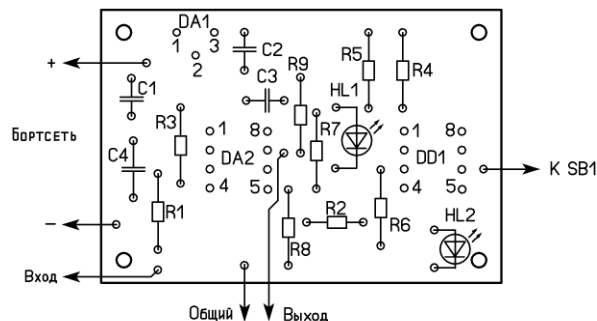 DA1
1 3
2
C2
+
C1
C3
R9
R5
R4
HL1
Бортсеть
R3
1 8
DA2
4 5
R7
1 8
DD1
4 5
C4
К SB1
R1
R2
R6
HL2
R8
−
Вход
Общий
Выход